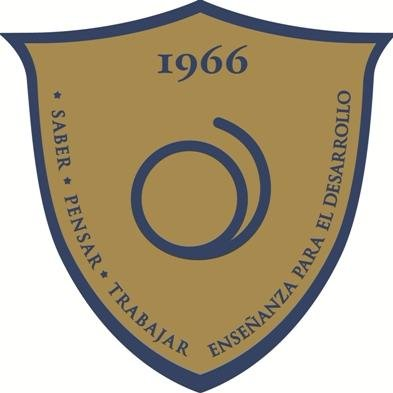 1966
* SABER * PENSAR * TRABAJAR
ENSEÑANZA PARA EL DESARROLLO